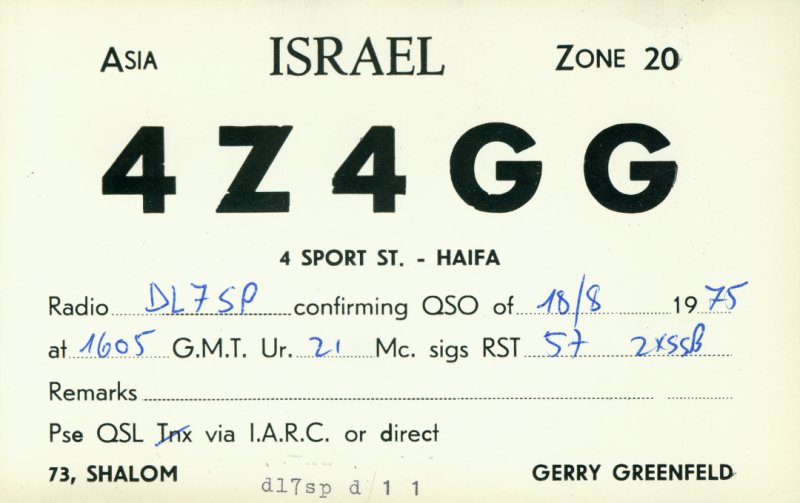 ASIA ISRAEL ZONE 20
4Z4GG
4 SPORT ST. - HAIFA
Radio DL7SP confirming QSO of 18/8 1975
at 1605 G.M.T. Ur. 21 Mc. sigs RST 57 2xSSB
Remarks
Pse QSL Tnx via I.A.R.C. or direct
73, SHALOM GERRY GREENFELD
dl7sp d/1 1